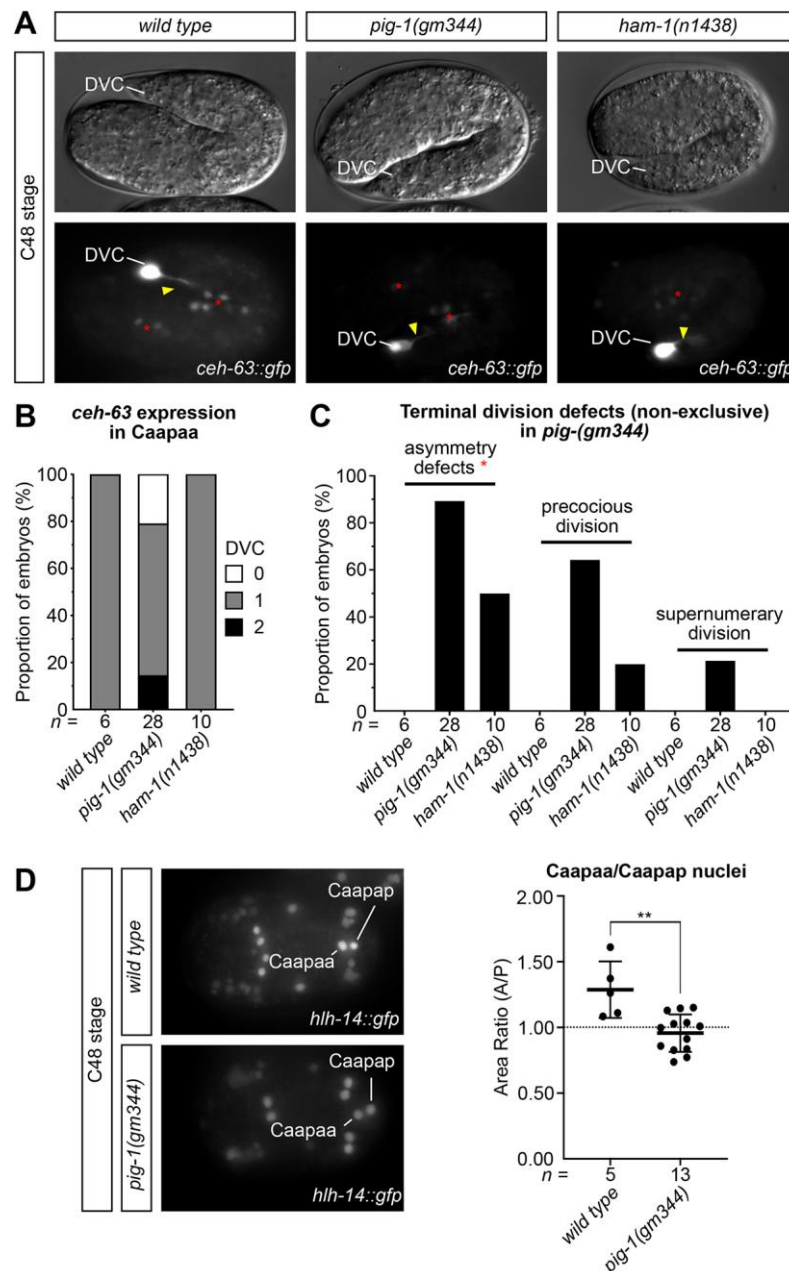 A
wild type
pig-1(gm344)
ham-1(n1438)
C48 stage
DVC
DVC
DVC
DVC
*
*
ceh-63::gfp
*
*
DVC
ceh-63::gfp
*
DVC
ceh-63::gfp
B
ceh-63 expression
in Caapaa
Proportion of embryos (%)
100
80
60
40
20
0
DVC
0
1
2
n =
6
28
10
wild type
pig-1(gm344)
ham-1(n1438)
C
Terminal division defects (non-exclusive)
in pig-(gm344)
Proportion of embryos (%)
100
80
60
40
20
0
asymmetry
defects *
precocious
division
supernumerary
division
n =
6
28
10
6
28
10
6
28
10
wild type
pig-1(gm344)
ham-1(n1438)
wild type
pig-1(gm344)
ham-1(n1438)
wild type
pig-1(gm344)
ham-1(n1438)
D
C48 stage
wild type
Caapap
Caapaa
hlh-14::gfp
pig-1(gm344)
Caapap
Caapaa
hlh-14::gfp
Caapaa/Caapap nuclei
Area Ratio (A/P)
2.00
1.50
1.00
0.50
0.00
**
n =
5
13
wild type
pig-1(gm344)